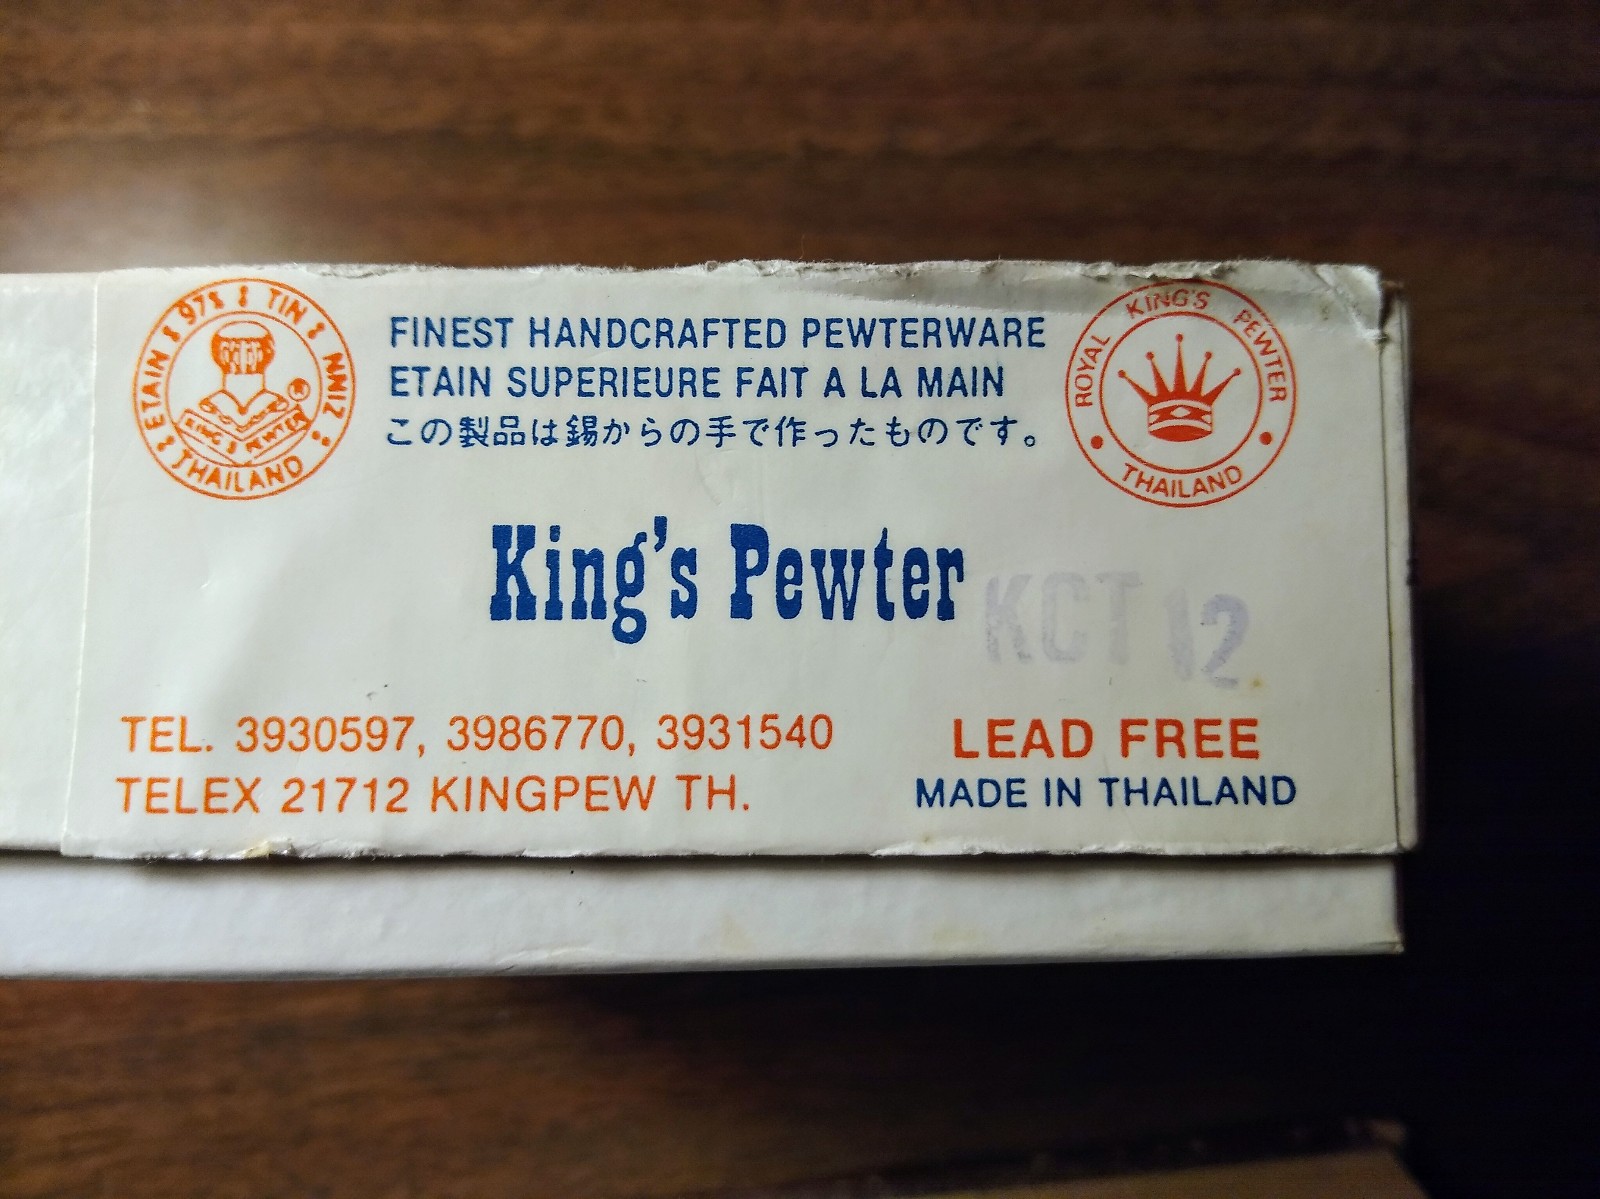 ETAIN 97% TIN ZINN
THAILAND
KING'S PEWTER
®
FINEST HANDCRAFTED PEWTERWARE
ETAIN SUPERIEURE FAIT A LA MAIN
この製品は錫からの手で作ったものです。
ROYAL KING'S PEWTER
THAILAND
King's Pewter
KCT 12
TEL. 3930597, 3986770, 3931540
TELEX 21712 KINGPEW TH.
LEAD FREE
MADE IN THAILAND